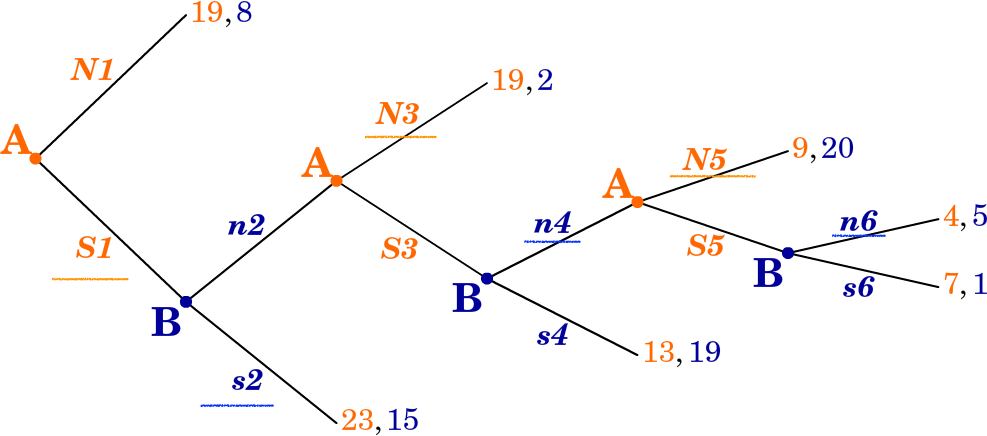 19, 8
N1
A
S1
19, 2
N3
A
n2
S3
B
s2
23, 15
9, 20
N5
A
n4
S5
B
s4
13, 19
n6
4, 5
B
s6
7, 1